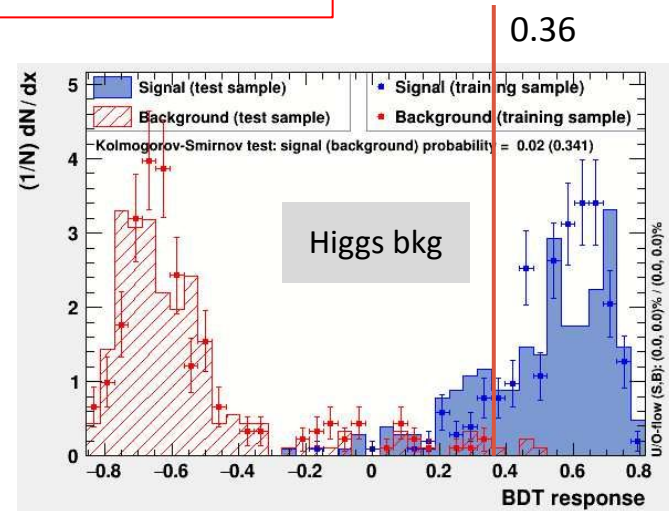 0.36
(1/N) dN/dx
5
4
3
2
1
0
Signal (test sample)
Background (test sample)
Signal (training sample)
Background (training sample)
Kolmogorov-Smirnov test: signal (background) probability = 0.02 (0.341)
Higgs bkg
U/O-flow (S,B): (0.0, 0.0)% / (0.0, 0.0)%
−0.8 −0.6 −0.4 −0.2 0 0.2 0.4 0.6 0.8
BDT response